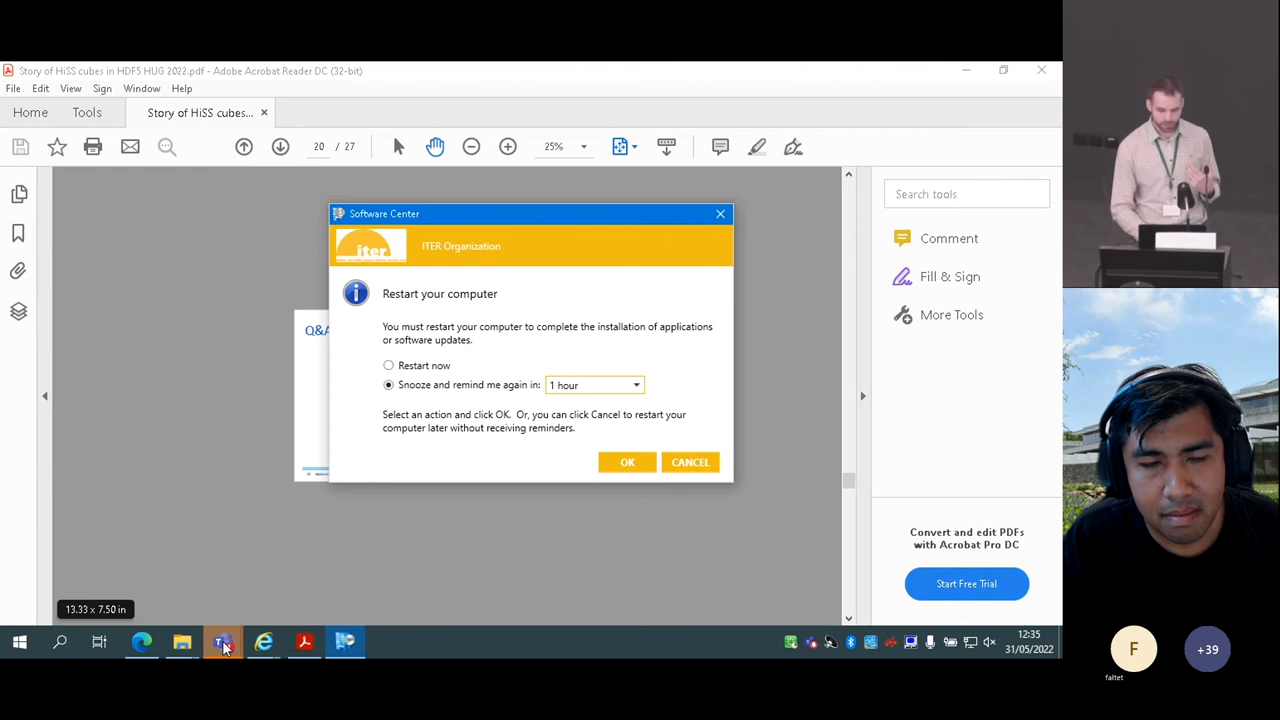 Story of HiSS cubes in HDF5 HUG 2022.pdf - Adobe Acrobat Reader DC (32-bit)
File Edit View Sign Window Help
Home Tools Story of HiSS cubes...
20 / 27 25%
Search tools
Comment
Fill & Sign
More Tools
Convert and edit PDFs
with Acrobat Pro DC
Start Free Trial
Q&A
Software Center
iter
ITER Organization
Restart your computer
You must restart your computer to complete the installation of applications
or software updates.
Restart now
Snooze and remind me again in: 1 hour
Select an action and click OK. Or, you can click Cancel to restart your
computer later without receiving reminders.
OK CANCEL
13.33 x 7.50 in
12:35
31/05/2022
F
faltet
+39